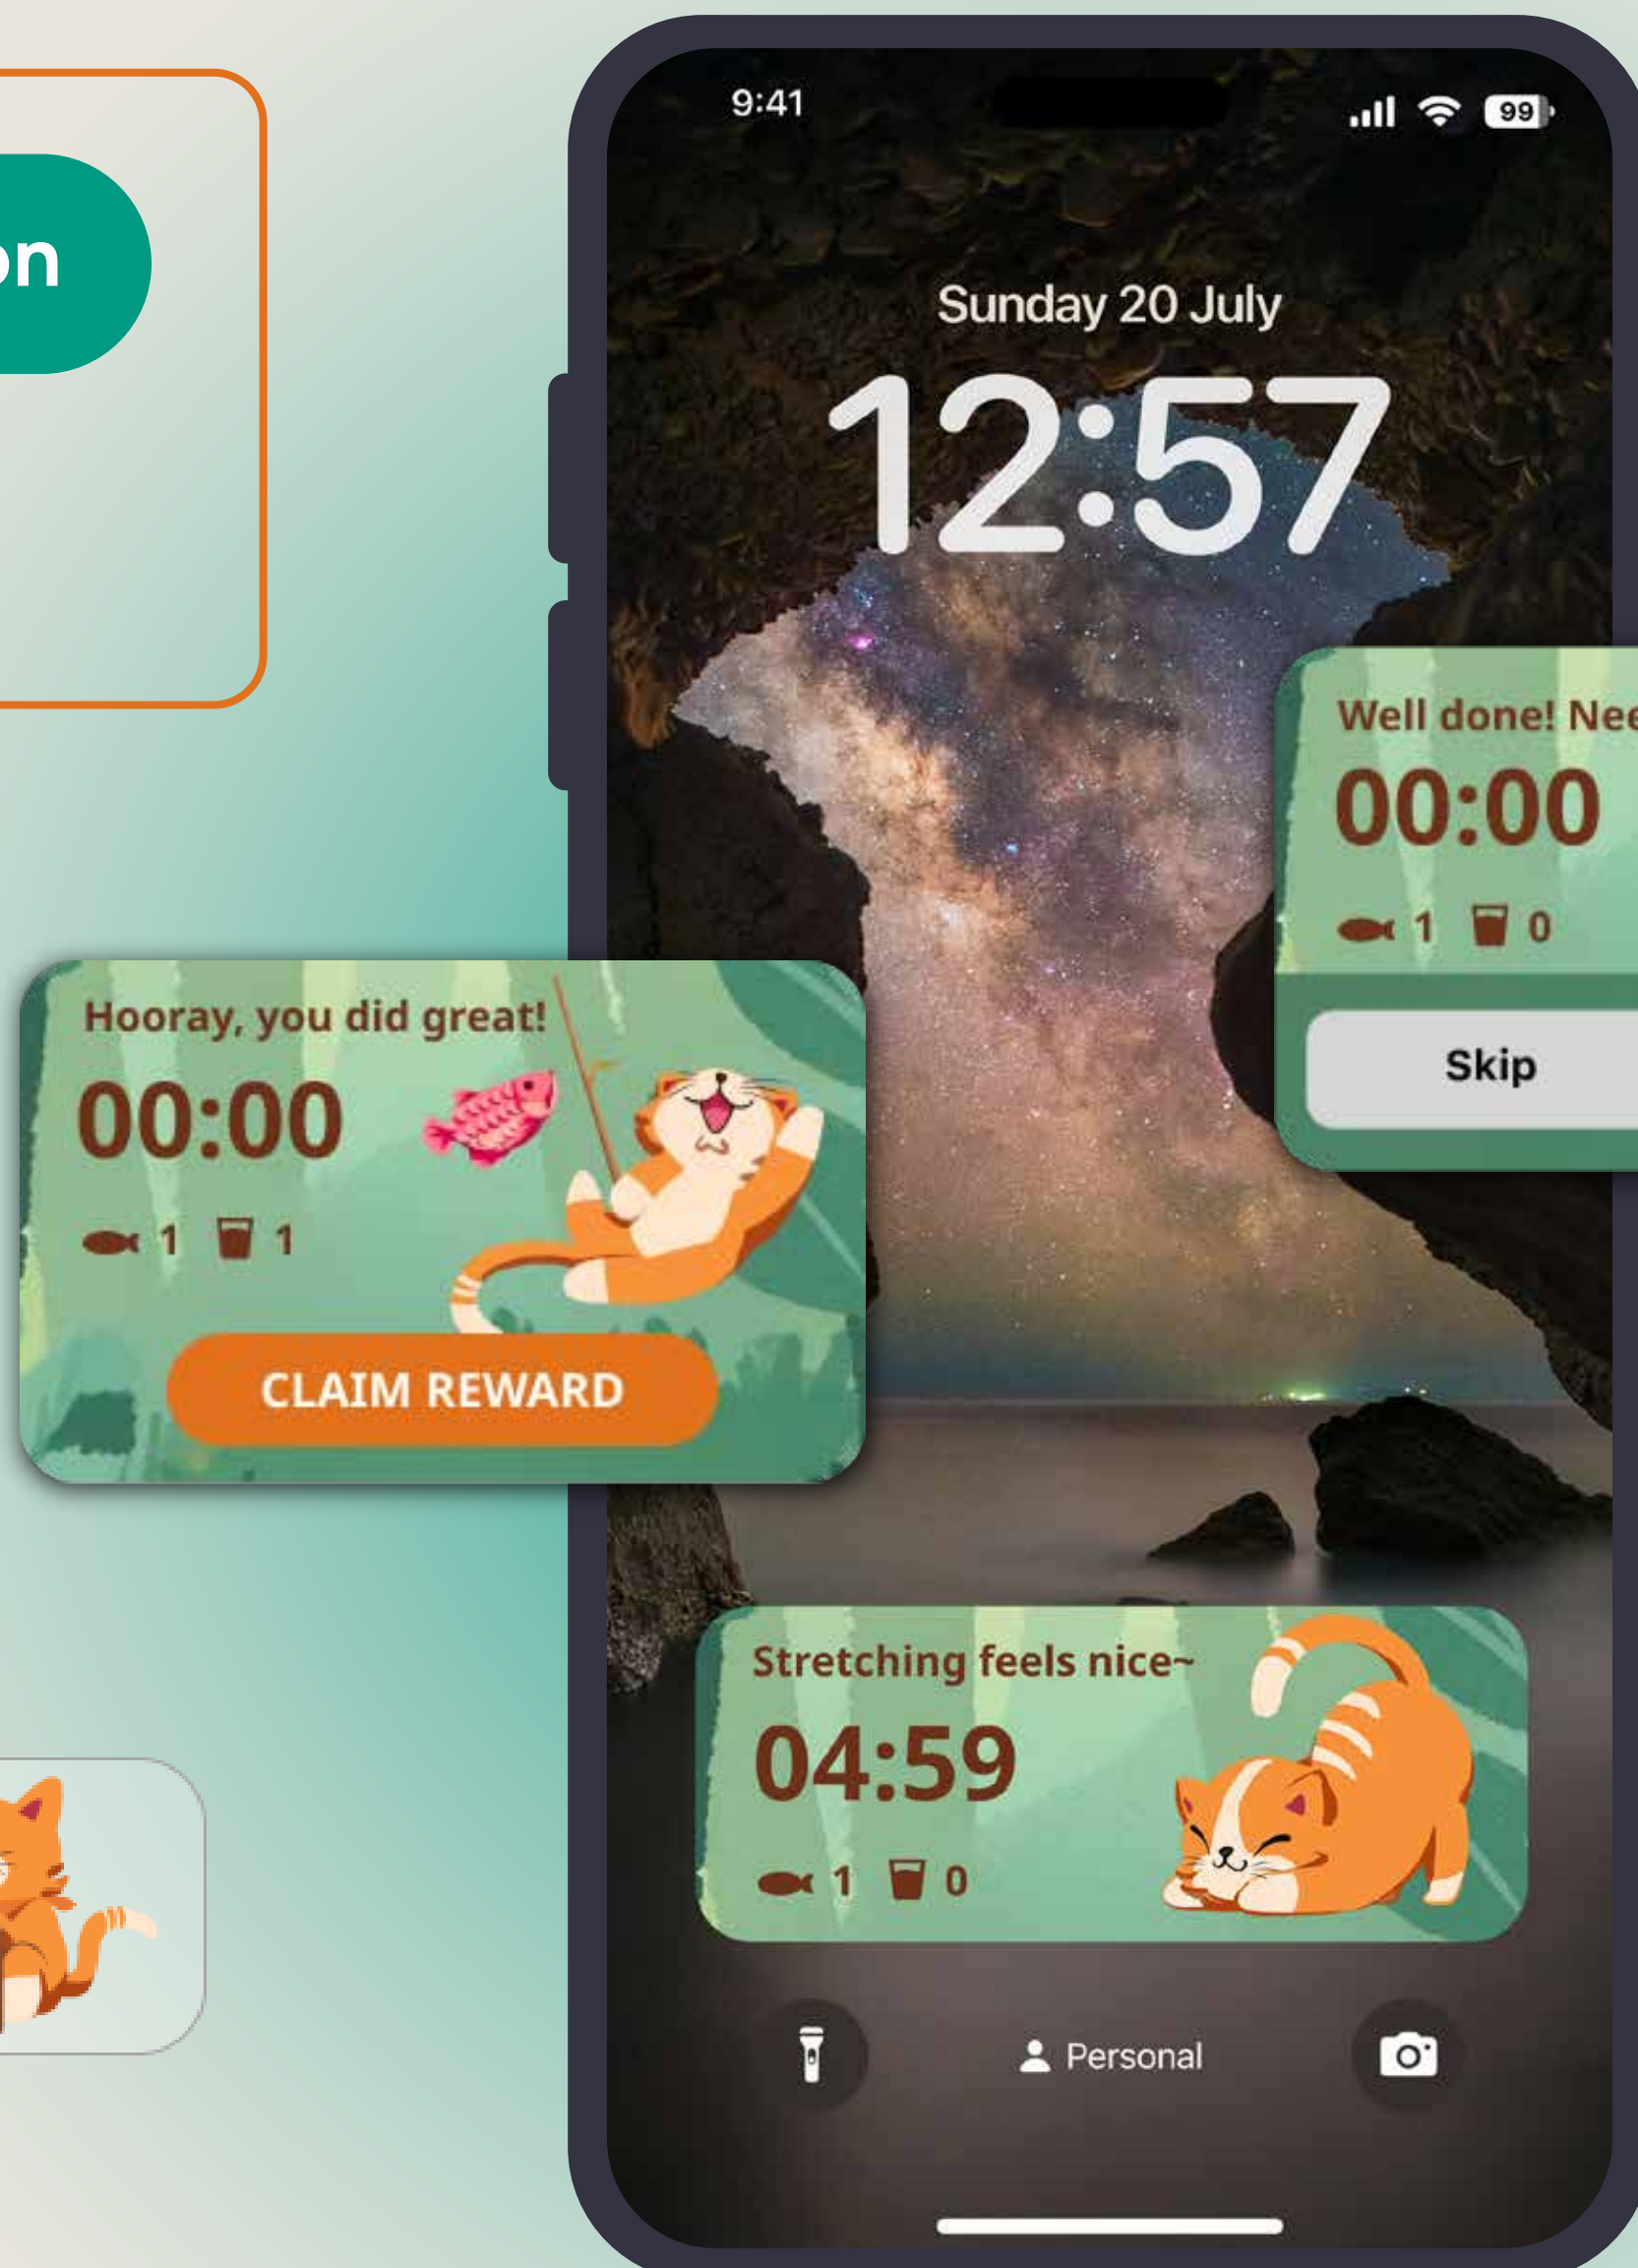 on
9:41
99
Sunday 20 July
12:57
Well done!
00:00
1 0
Skip
Hooray, you did great!
00:00
1 1
CLAIM REWARD
Stretching feels nice~
04:59
1 0
Personal